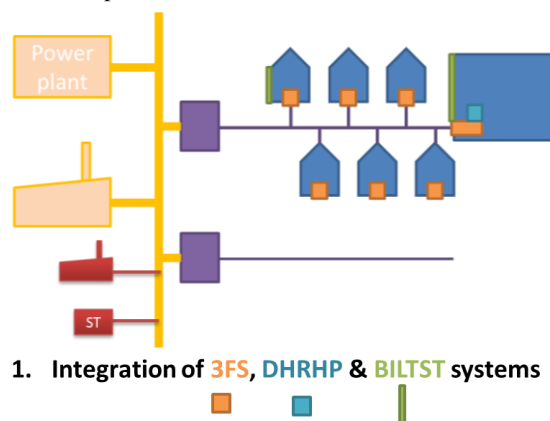 Power
plant
ST
1. Integration of 3FS, DHRHP & BILTST systems